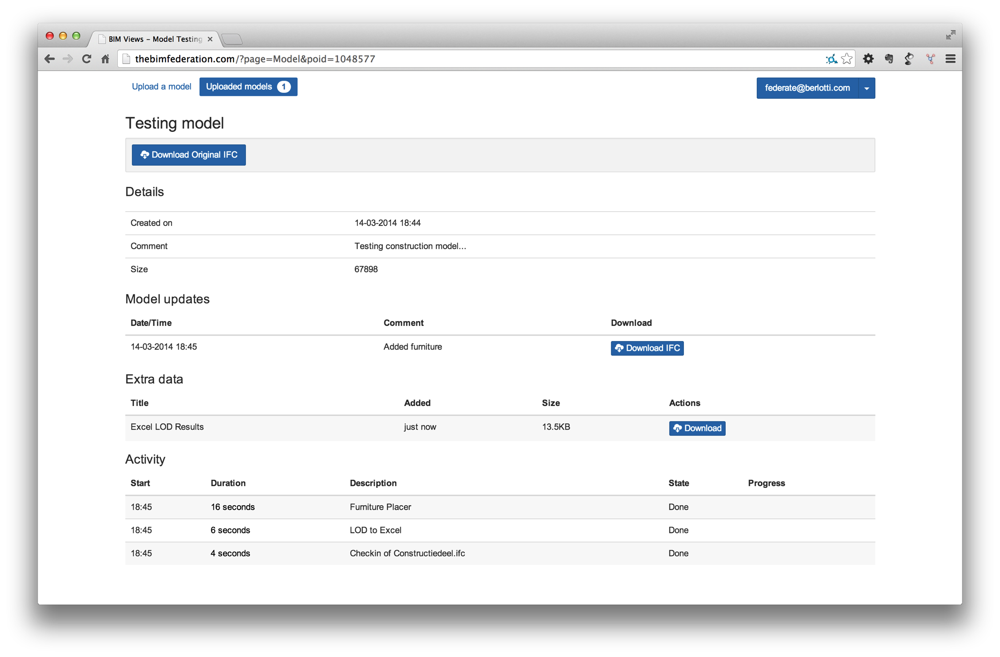 BIM Views – Model Testing
thebimfederation.com/?page=Model&poid=1048577
Upload a model Uploaded models 1 federate@berlotti.com
Testing model
Download Original IFC
Details
Created on 14-03-2014 18:44
Comment Testing construction model...
Size 67898
Model updates
Date/Time Comment Download
14-03-2014 18:45 Added furniture Download IFC
Extra data
Title Added Size Actions
Excel LOD Results just now 13.5KB Download
Activity
Start Duration Description State Progress
18:45 16 seconds Furniture Placer Done
18:45 6 seconds LOD to Excel Done
18:45 4 seconds Checkin of Constructiedeel.ifc Done